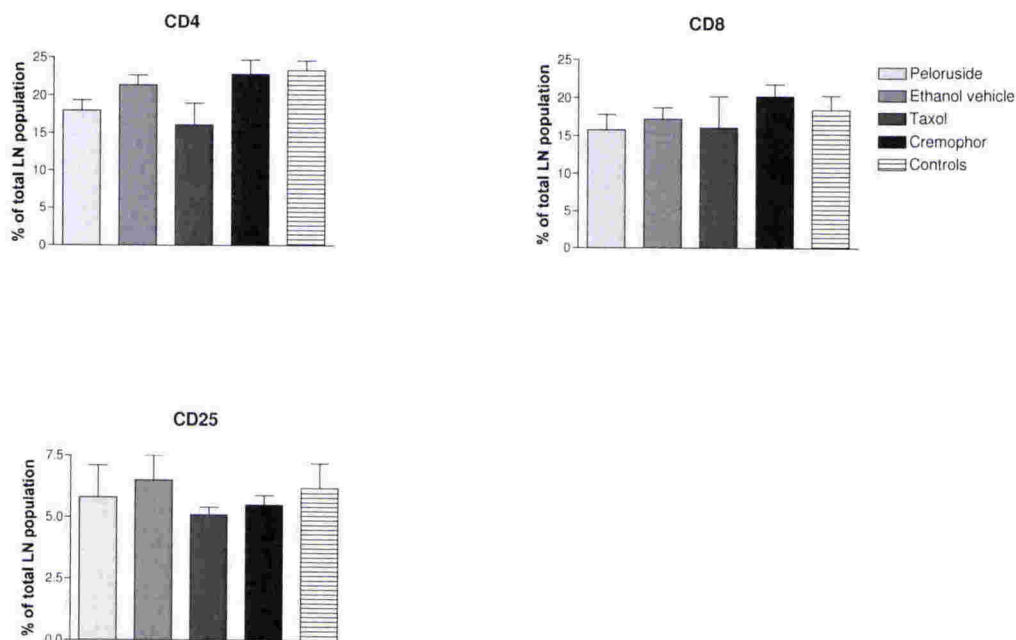 CD4
% of total LN population
25
20
15
10
5
0
CD8
% of total LN population
25
20
15
10
5
0
Peloruside
Ethanol vehicle
Taxol
Cremophor
Controls
CD25
% of total LN population
7.5
5.0
2.5
0.0